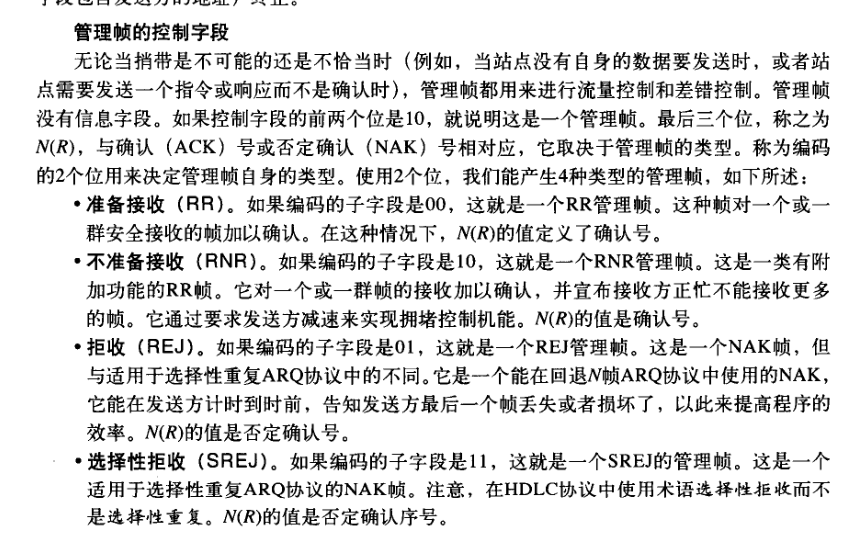 字段包含发送方的地址，终止。
管理帧的控制字段
无论当捎带是不可能的还是不恰当时（例如，当站点没有自身的数据要发送时，或者站
点需要发送一个指令或响应而不是确认时），管理帧都用来进行流量控制和差错控制。管理帧
没有信息字段。如果控制字段的前两个位是10，就说明这是一个管理帧。最后三个位，称之为
N(R)，与确认（ACK）号或否定确认（NAK）号相对应，它取决于管理帧的类型。称为编码
的2个位用来决定管理帧自身的类型。使用2个位，我们能产生4种类型的管理帧，如下所述：
• 准备接收（RR）。如果编码的子字段是00，这就是一个RR管理帧。这种帧对一个或一
群安全接收的帧加以确认。在这种情况下，N(R)的值定义了确认号。
• 不准备接收（RNR）。如果编码的子字段是10，这就是一个RNR管理帧。这是一类有附
加功能的RR帧。它对一个或一群帧的接收加以确认，并宣布接收方正忙不能接收更多
的帧。它通过要求发送方减速来实现拥堵控制机能。N(R)的值是确认号。
• 拒收（REJ）。如果编码的子字段是01，这就是一个REJ管理帧。这是一个NAK帧，但
与适用于选择性重复ARQ协议中的不同。它是一个能在回退N帧ARQ协议中使用的NAK，
它能在发送方计时到时前，告知发送方最后一个帧丢失或者损坏了，以此来提高程序的
效率。N(R)的值是否定确认号。
• 选择性拒收（SREJ）。如果编码的子字段是11，这就是一个SREJ的管理帧。这是一个
适用于选择性重复ARQ协议的NAK帧。注意，在HDLC协议中使用术语选择性拒收而不
是选择性重复。N(R)的值是否定确认序号。